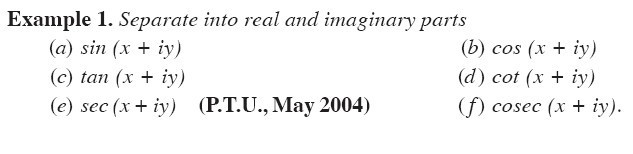 Example 1. Separate into real and imaginary parts
(a) sin (x + iy) (b) cos (x + iy)
(c) tan (x + iy) (d) cot (x + iy)
(e) sec (x + iy) (P.T.U., May 2004) (f) cosec (x + iy).